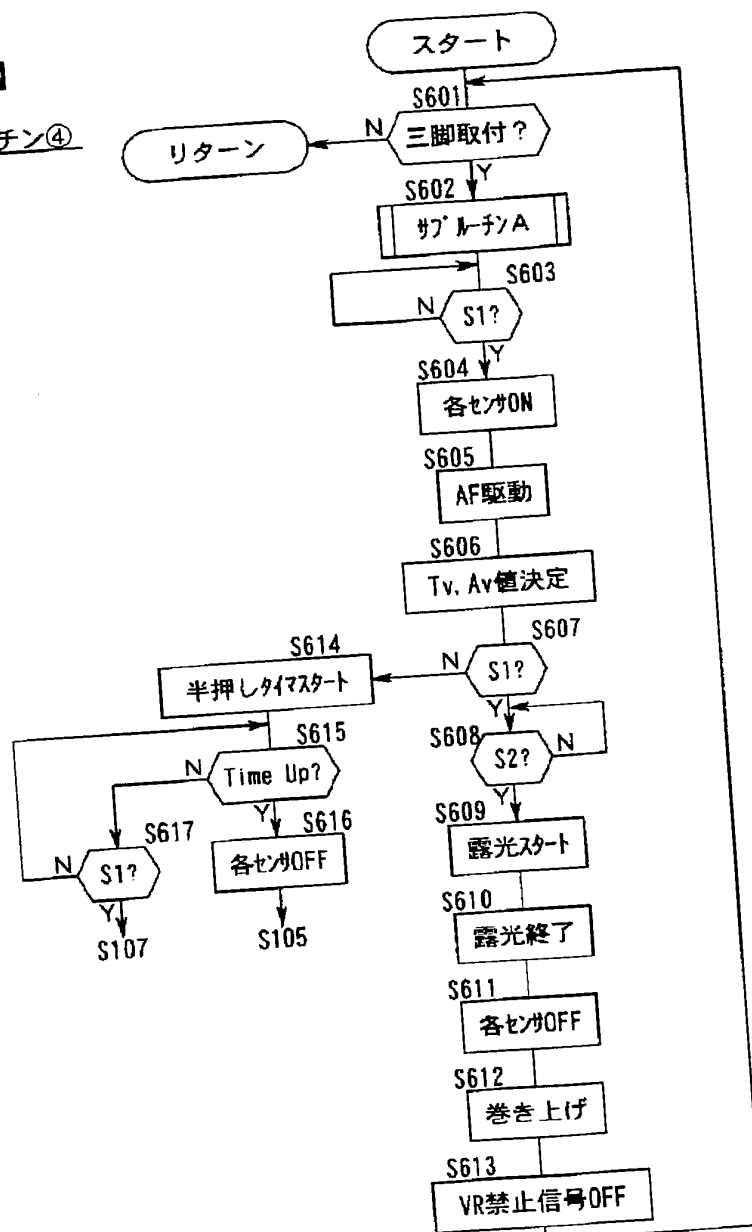 】
チン④
スタート
S601
三脚取付？
N
リターン
Y
S602
サブルーチンA
S603
S1?
N
Y
S604
各センサON
S605
AF駆動
S606
Tv, Av値決定
S607
S1?
N
Y
S614
半押しタイマスタート
S608
S2?
N
Y
S615
Time Up?
N
Y
S609
露光スタート
S616
各センサOFF
S617
S1?
N
Y
S610
露光終了
S107
S105
S611
各センサOFF
S612
巻き上げ
S613
VR禁止信号OFF